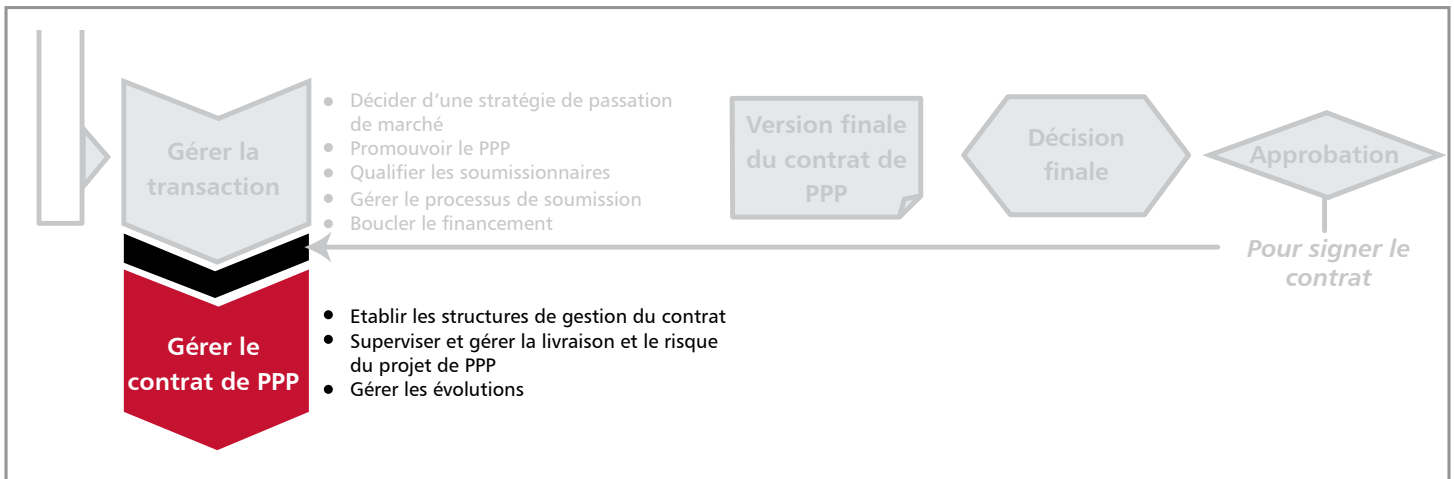 Gérer la
transaction
• Décider d’une stratégie de passation
de marché
• Promouvoir le PPP
• Qualifier les soumissionnaires
• Gérer le processus de soumission
• Boucler le financement
Version finale
du contrat de
PPP
Décision
finale
Approbation
Pour signer le
contrat
Gérer le
contrat de PPP
• Etablir les structures de gestion du contrat
• Superviser et gérer la livraison et le risque
du projet de PPP
• Gérer les évolutions